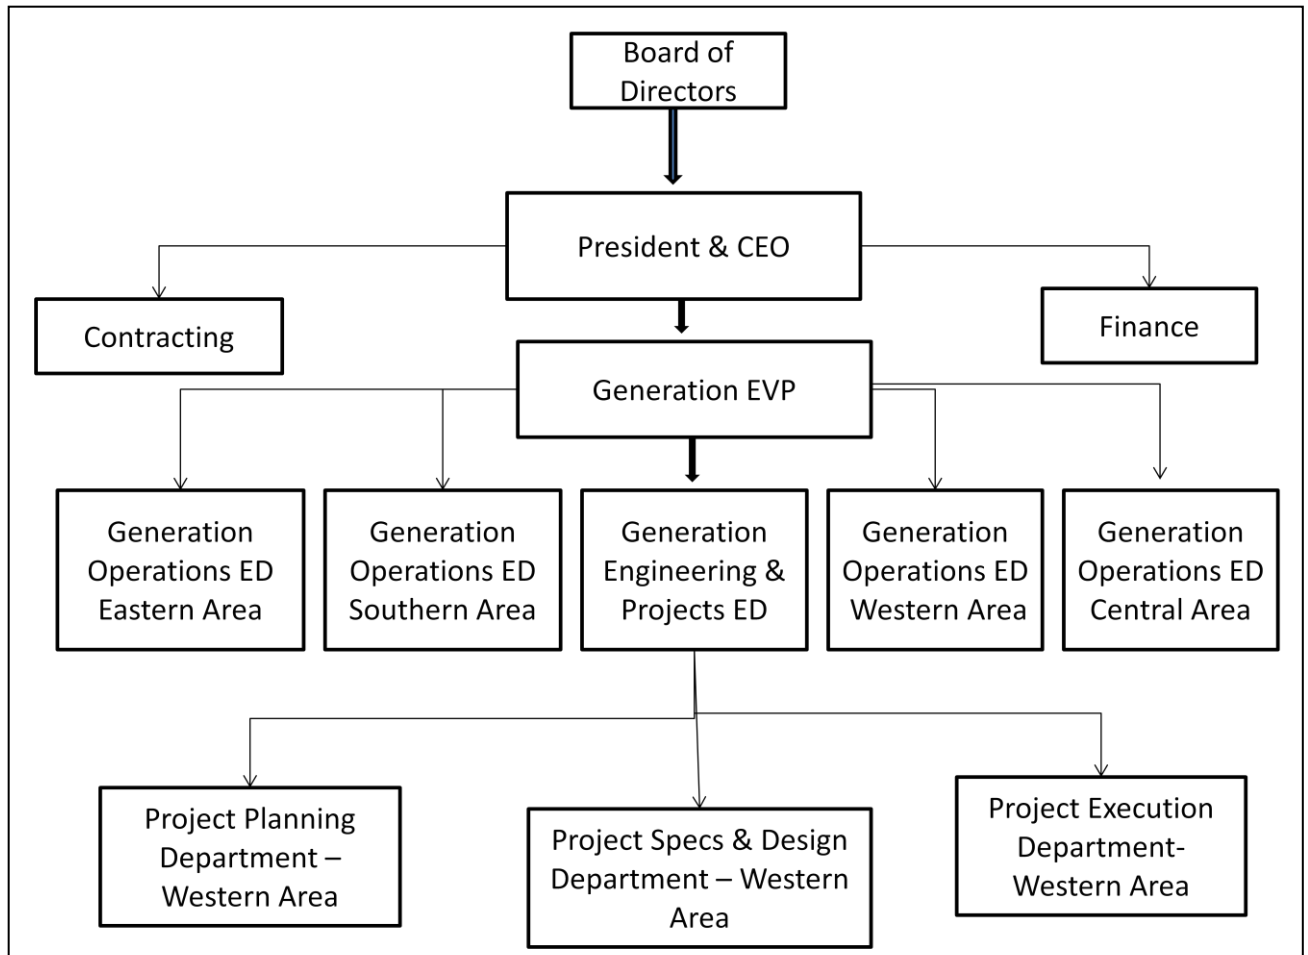 Board of
Directors
President & CEO
Contracting
Finance
Generation EVP
Generation
Operations ED
Eastern Area
Generation
Operations ED
Southern Area
Generation
Engineering &
Projects ED
Generation
Operations ED
Western Area
Generation
Operations ED
Central Area
Project Planning
Department –
Western Area
Project Specs & Design
Department – Western
Area
Project Execution
Department-
Western Area